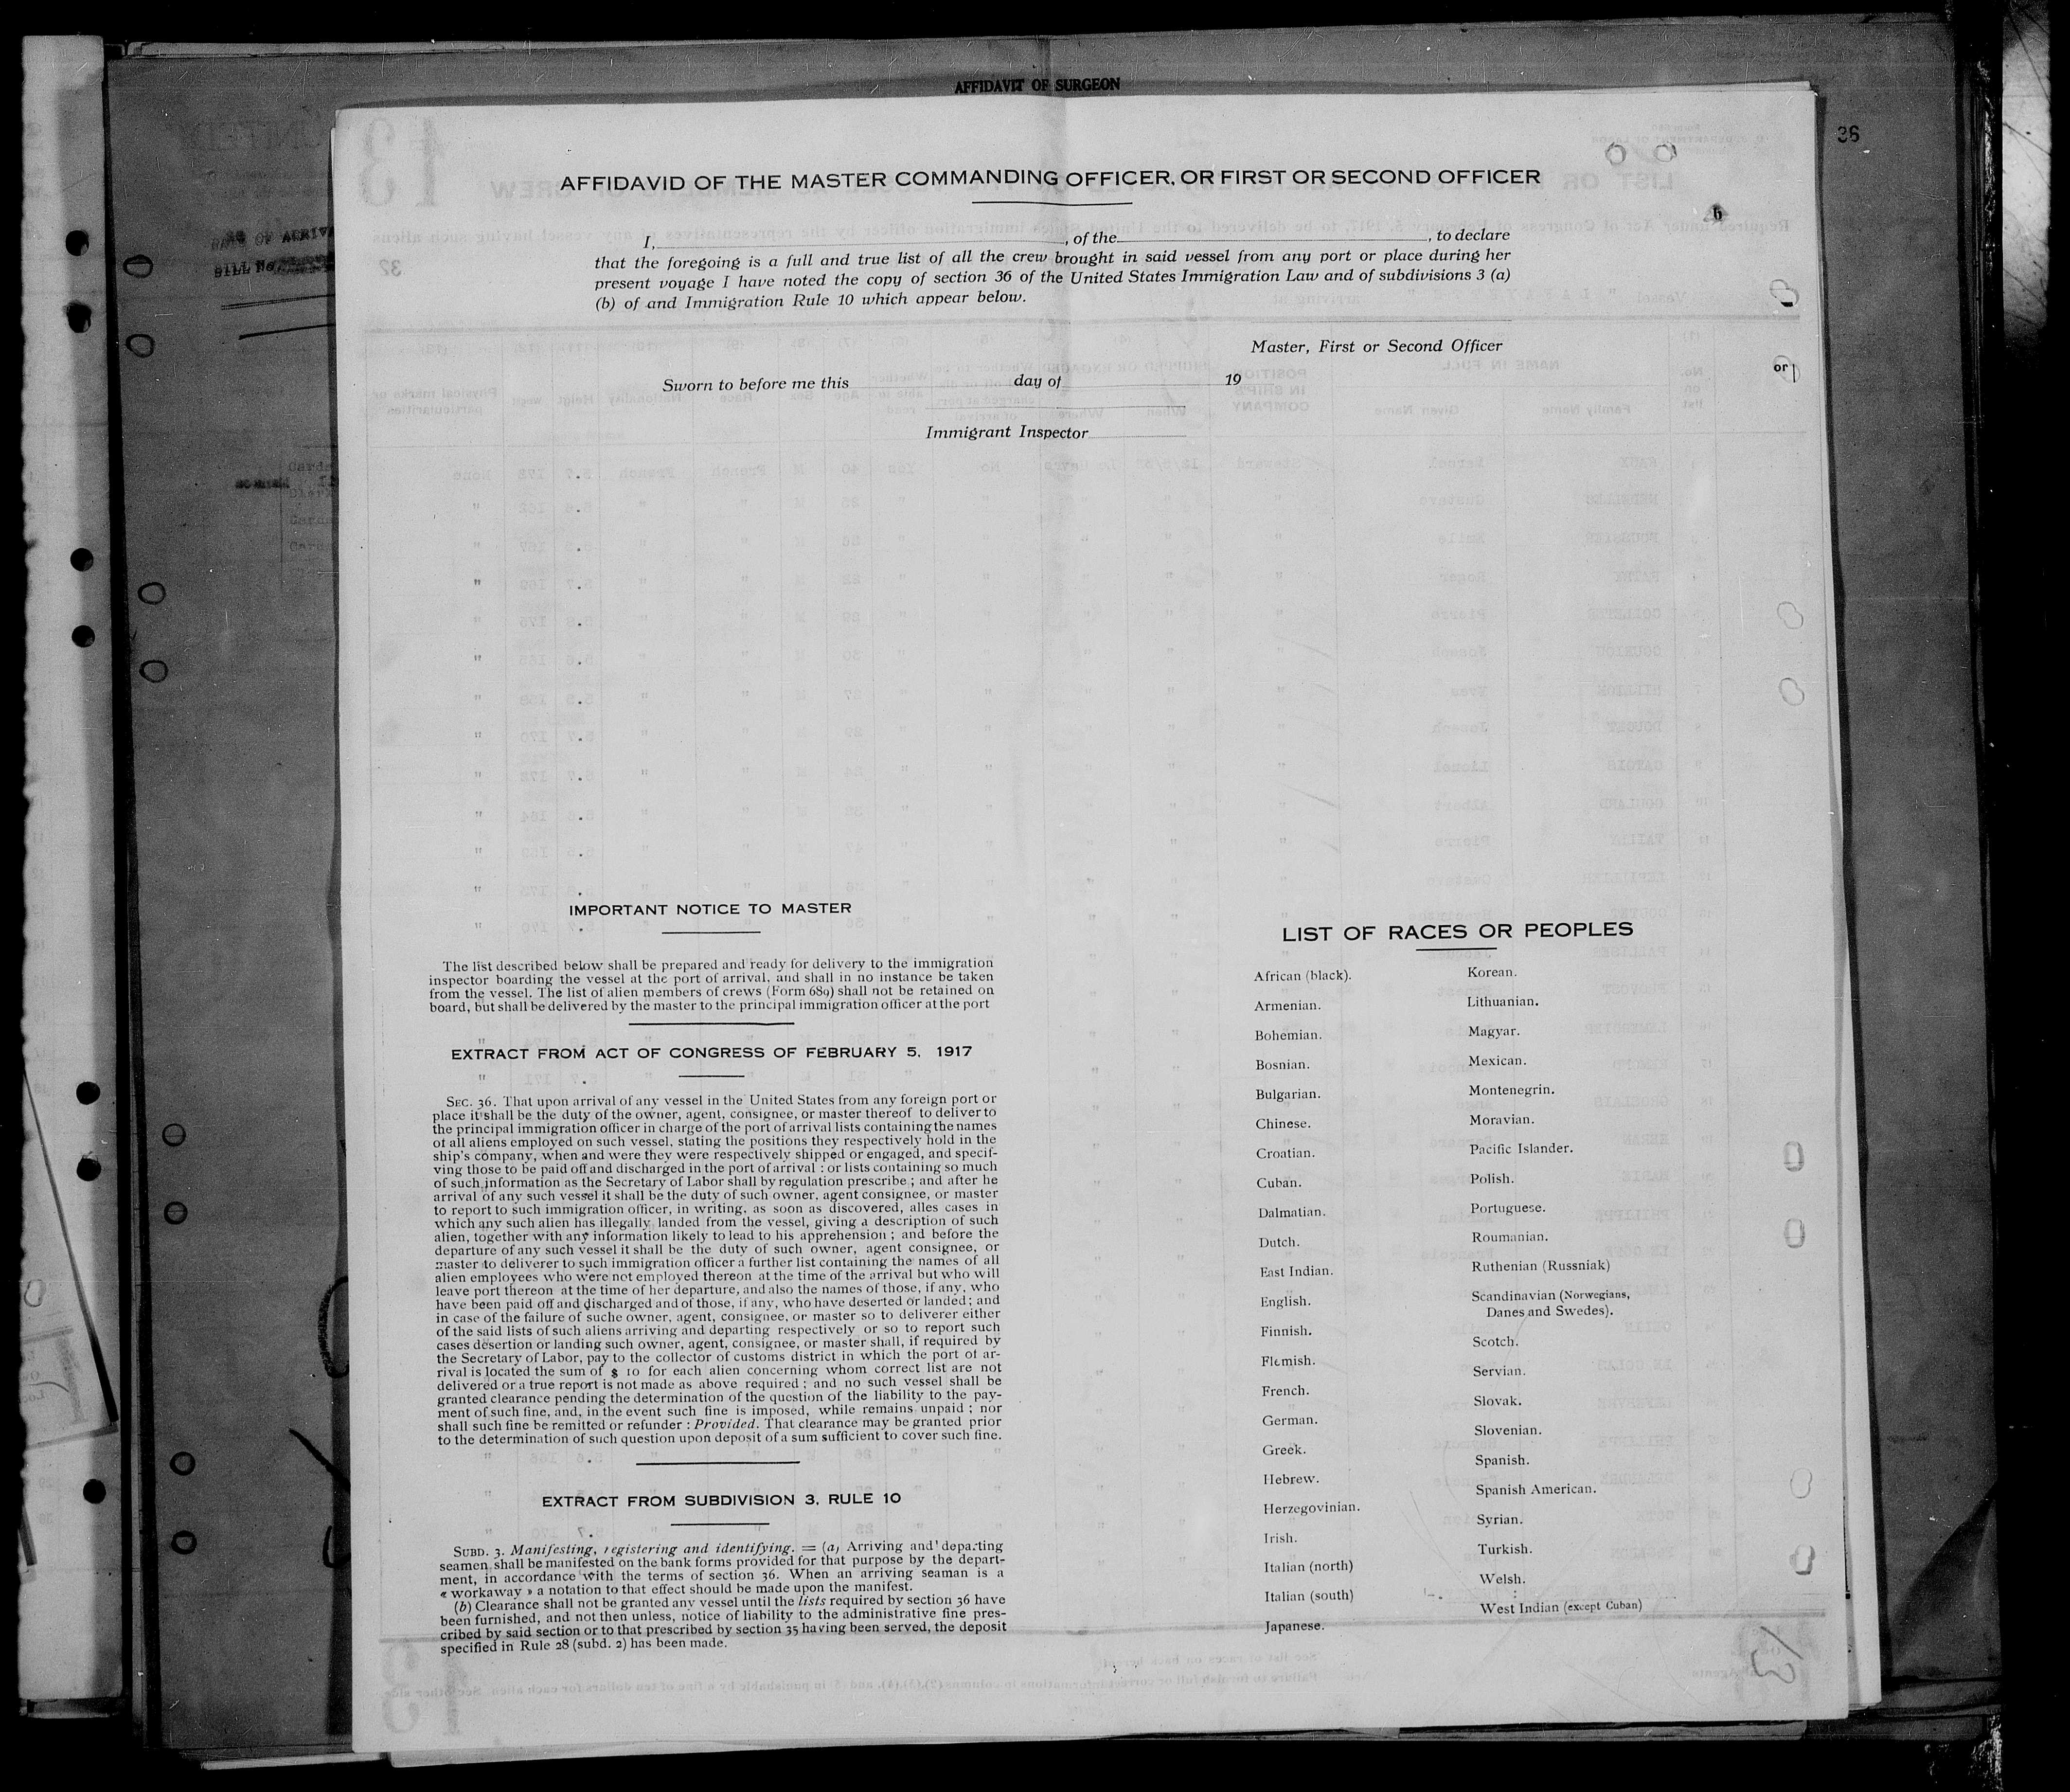 AFFIDAVIT OF SURGEON
36
AFFIDAVID OF THE MASTER COMMANDING OFFICER, OR FIRST OR SECOND OFFICER
6
I, , of the , to declare
that the foregoing is a full and true list of all the crew brought in said vessel from any port or place during her
present voyage I have noted the copy of section 36 of the United States Immigration Law and of subdivisions 3 (a)
(b) of and Immigration Rule 10 which appear below.
Master, First or Second Officer
or
Sworn to before me this day of 19
Immigrant Inspector
IMPORTANT NOTICE TO MASTER
The list described below shall be prepared and ready for delivery to the immigration
inspector boarding the vessel at the port of arrival, and shall in no instance be taken
from the vessel. The list of alien members of crews (Form 689) shall not be retained on
board, but shall be delivered by the master to the principal immigration officer at the port
EXTRACT FROM ACT OF CONGRESS OF FEBRUARY 5, 1917
SEC. 36. That upon arrival of any vessel in the United States from any foreign port or
place it shall be the duty of the owner, agent, consignee, or master thereof to deliver to
the principal immigration officer in charge of the port of arrival lists containing the names
of all aliens employed on such vessel, stating the positions they respectively hold in the
ship's company, when and were they were respectively shipped or engaged, and specif-
ving those to be paid off and discharged in the port of arrival : or lists containing so much
of such information as the Secretary of Labor shall by regulation prescribe ; and after he
arrival of any such vessel it shall be the duty of such owner, agent consignee, or master
to report to such immigration officer, in writing, as soon as discovered, alles cases in
which any such alien has illegally landed from the vessel, giving a description of such
alien, together with any information likely to lead to his apprehension ; and before the
departure of any such vessel it shall be the duty of such owner, agent consignee, or
master to deliverer to such immigration officer a further list containing the names of all
alien employees who were not employed thereon at the time of the arrival but who will
leave port thereon at the time of her departure, and also the names of those, if any, who
have been paid off and discharged and of those, if any, who have deserted or landed ; and
in case of the failure of suche owner, agent, consignee, or master so to deliverer either
of the said lists of such aliens arriving and departing respectively or so to report such
cases desertion or landing such owner, agent, consignee, or master shall, if required by
the Secretary of Labor, pay to the collector of customs district in which the port of ar-
rival is located the sum of $ 10 for each alien concerning whom correct list are not
delivered or a true report is not made as above required ; and no such vessel shall be
granted clearance pending the determination of the question of the liability to the pay-
ment of such fine, and, in the event such fine is imposed, while remains unpaid ; nor
shall such fine be remitted or refunder : Provided. That clearance may be granted prior
to the determination of such question upon deposit of a sum sufficient to cover such fine.
EXTRACT FROM SUBDIVISION 3, RULE 10
SUBD. 3. Manifesting, registering and identifying. = (a) Arriving and departing
seamen shall be manifested on the bank forms provided for that purpose by the depart-
ment, in accordance with the terms of section 36. When an arriving seaman is a
« workaway » a notation to that effect should be made upon the manifest.
(b) Clearance shall not be granted any vessel until the lists required by section 36 have
been furnished, and not then unless, notice of liability to the administrative fine pres-
cribed by said section or to that prescribed by section 35 having been served, the deposit
specified in Rule 28 (subd. 2) has been made.
LIST OF RACES OR PEOPLES
African (black).
Armenian.
Bohemian.
Bosnian.
Bulgarian.
Chinese.
Croatian.
Cuban.
Dalmatian.
Dutch.
East Indian.
English.
Finnish.
Flemish.
French.
German.
Greek.
Hebrew.
Herzegovinian.
Irish.
Italian (north)
Italian (south)
Japanese.
Korean.
Lithuanian.
Magyar.
Mexican.
Montenegrin.
Moravian.
Pacific Islander.
Polish.
Portuguese.
Roumanian.
Ruthenian (Russniak)
Scandinavian (Norwegians,
Danes and Swedes).
Scotch.
Servian.
Slovak.
Slovenian.
Spanish.
Spanish American.
Syrian.
Turkish.
Welsh.
West Indian (except Cuban)